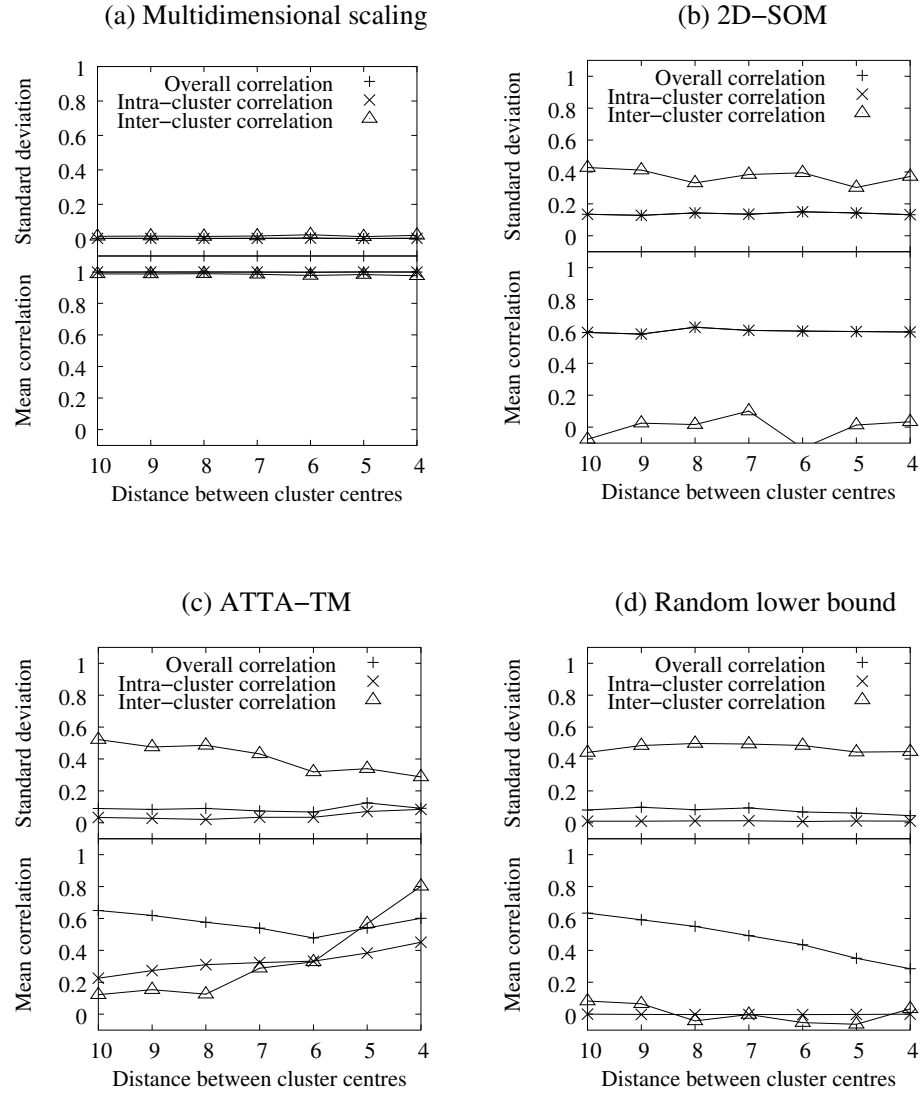 (a) Multidimensional scaling
Standard deviation
1
0.8
0.6
0.4
0.2
0
Overall correlation
Intra−cluster correlation
Inter−cluster correlation
Mean correlation
1
0.8
0.6
0.4
0.2
0
10 9 8 7 6 5 4
Distance between cluster centres
(b) 2D−SOM
Standard deviation
1
0.8
0.6
0.4
0.2
0
Overall correlation
Intra−cluster correlation
Inter−cluster correlation
Mean correlation
1
0.8
0.6
0.4
0.2
0
10 9 8 7 6 5 4
Distance between cluster centres
(c) ATTA−TM
Standard deviation
1
0.8
0.6
0.4
0.2
0
Overall correlation
Intra−cluster correlation
Inter−cluster correlation
Mean correlation
1
0.8
0.6
0.4
0.2
0
10 9 8 7 6 5 4
Distance between cluster centres
(d) Random lower bound
Standard deviation
1
0.8
0.6
0.4
0.2
0
Overall correlation
Intra−cluster correlation
Inter−cluster correlation
Mean correlation
1
0.8
0.6
0.4
0.2
0
10 9 8 7 6 5 4
Distance between cluster centres